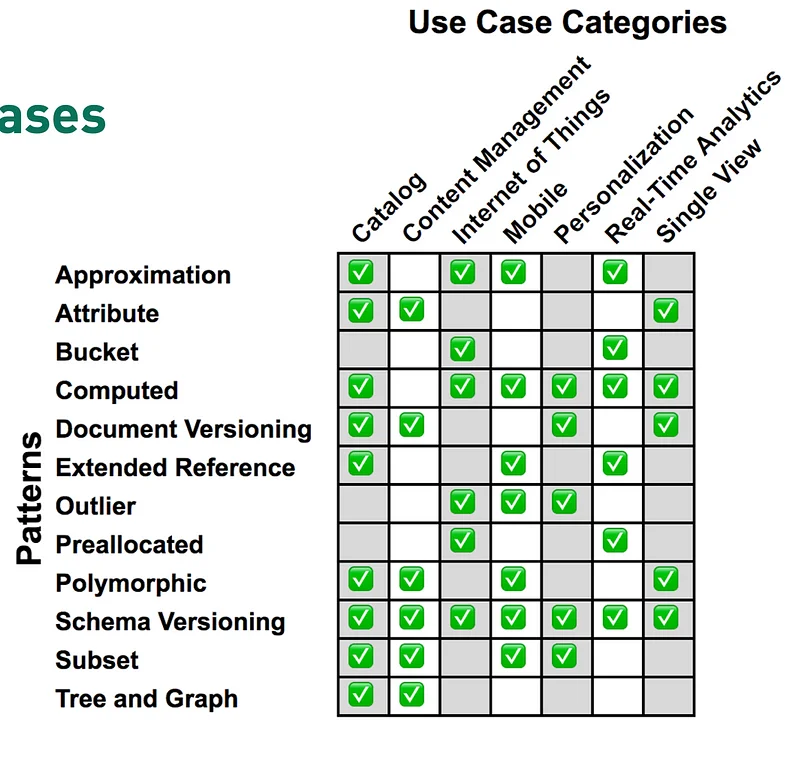 Use Case Categories
ases
Catalog
Content Management
Internet of Things
Mobile
Personalization
Real-Time Analytics
Single View
Patterns
Approximation
Attribute
Bucket
Computed
Document Versioning
Extended Reference
Outlier
Preallocated
Polymorphic
Schema Versioning
Subset
Tree and Graph